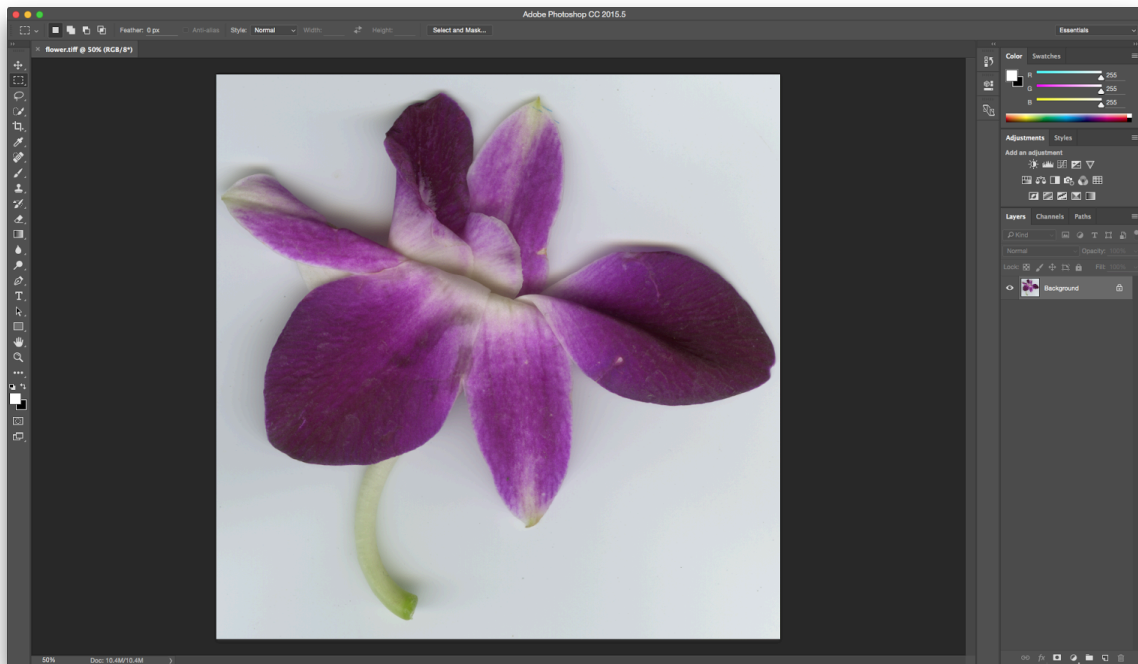 Adobe Photoshop CC 2015.5
Feather: 0 px Anti-alias Style: Normal Width: Height: Select and Mask... Essentials
× flower.tiff @ 50% (RGB/8*)
Color Swatches
R 255
G 255
B 255
Adjustments Styles
Add an adjustment
Layers Channels Paths
Kind
Normal Opacity: 100%
Lock: Fill: 100%
Background
50% Doc: 10.4M/10.4M